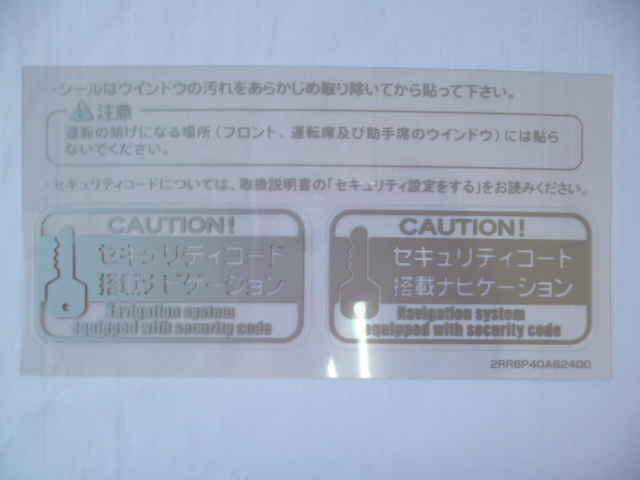 ・シールはウインドウの汚れをあらかじめ取り除いてから貼って下さい。
注意
運転の妨げになる場所（フロント、運転席及び助手席のウインドウ）には貼ら
ないでください。
・セキュリティコードについては、取扱説明書の「セキュリティ設定をする」をお読みください。
CAUTION!
セキュリティコード
搭載ナビゲーション
Navigation system
equipped with security code
CAUTION!
セキュリティコード
搭載ナビゲーション
Navigation system
equipped with security code
2RR6P40A62400